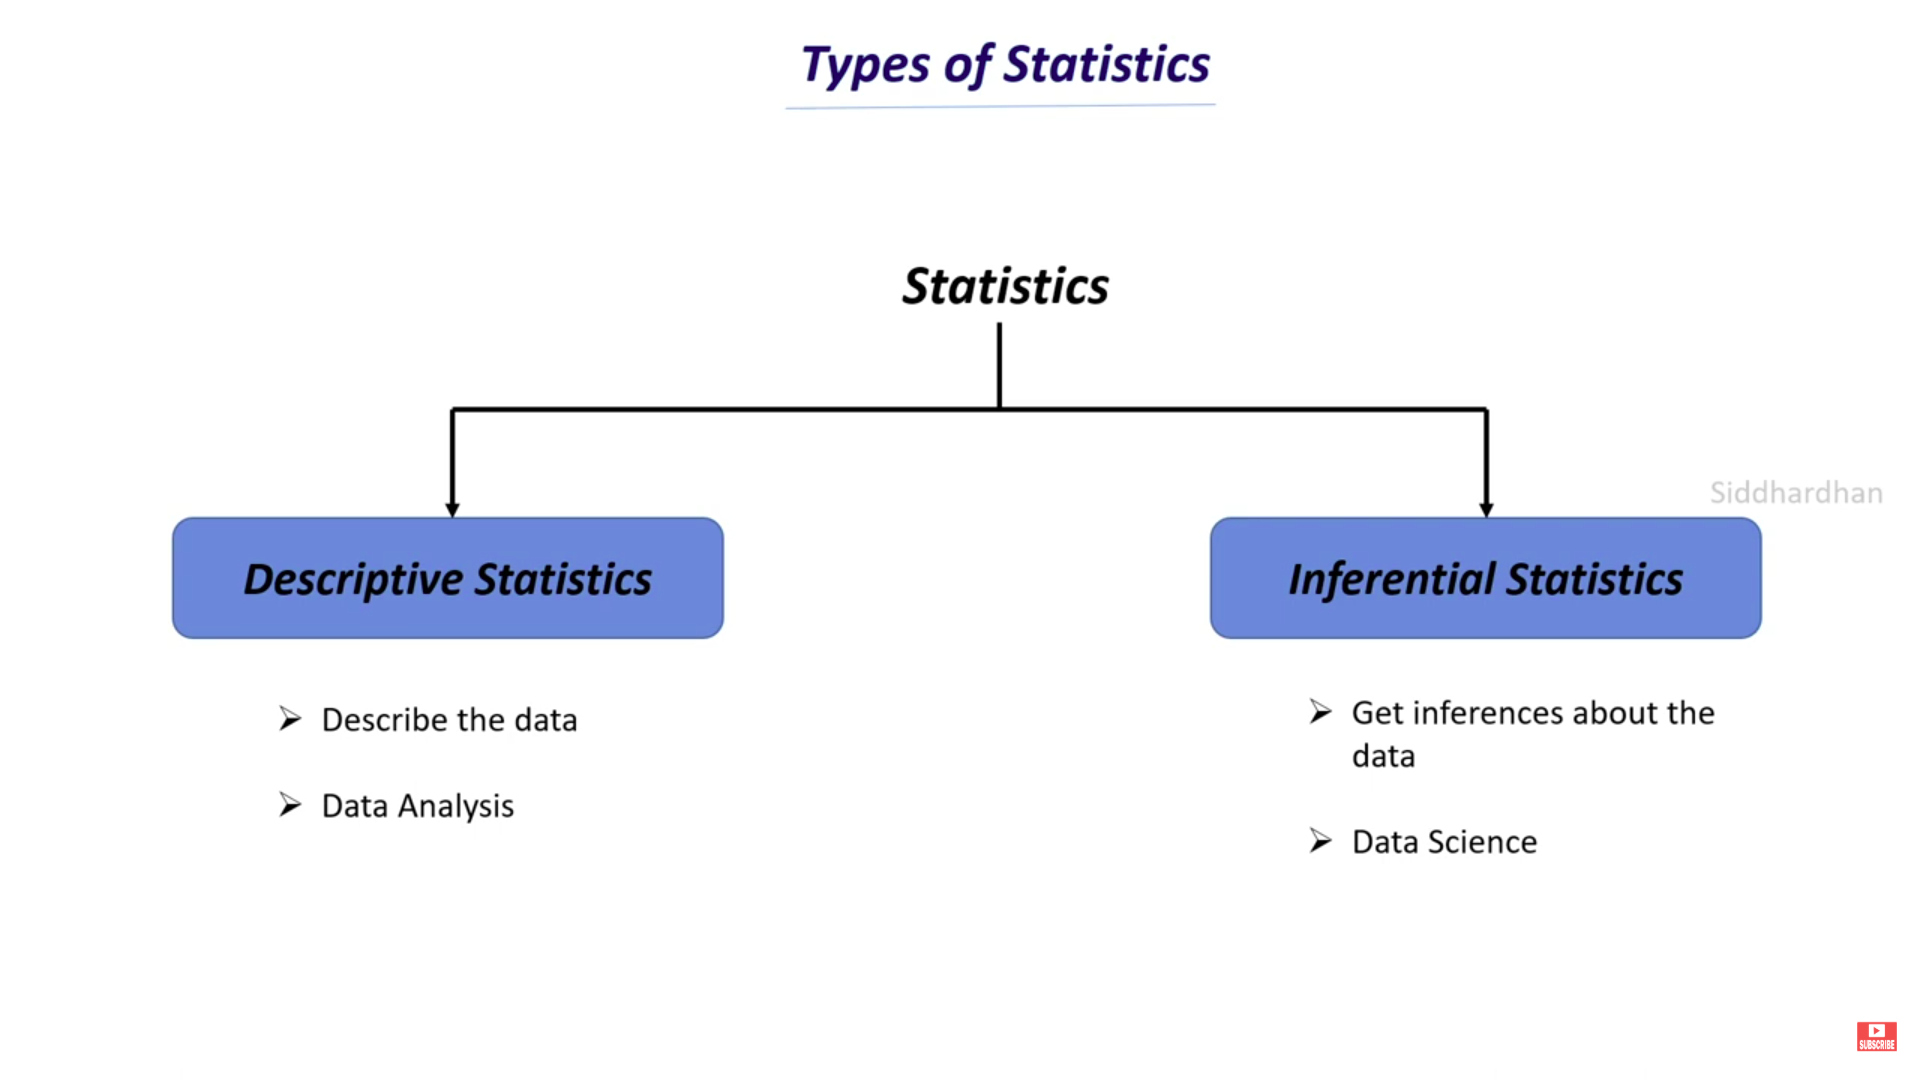 Types of Statistics
Statistics
Siddhardhan
Descriptive Statistics
Inferential Statistics
➢ Describe the data
➢ Data Analysis
➢ Get inferences about the
data
➢ Data Science
SUBSCRIBE